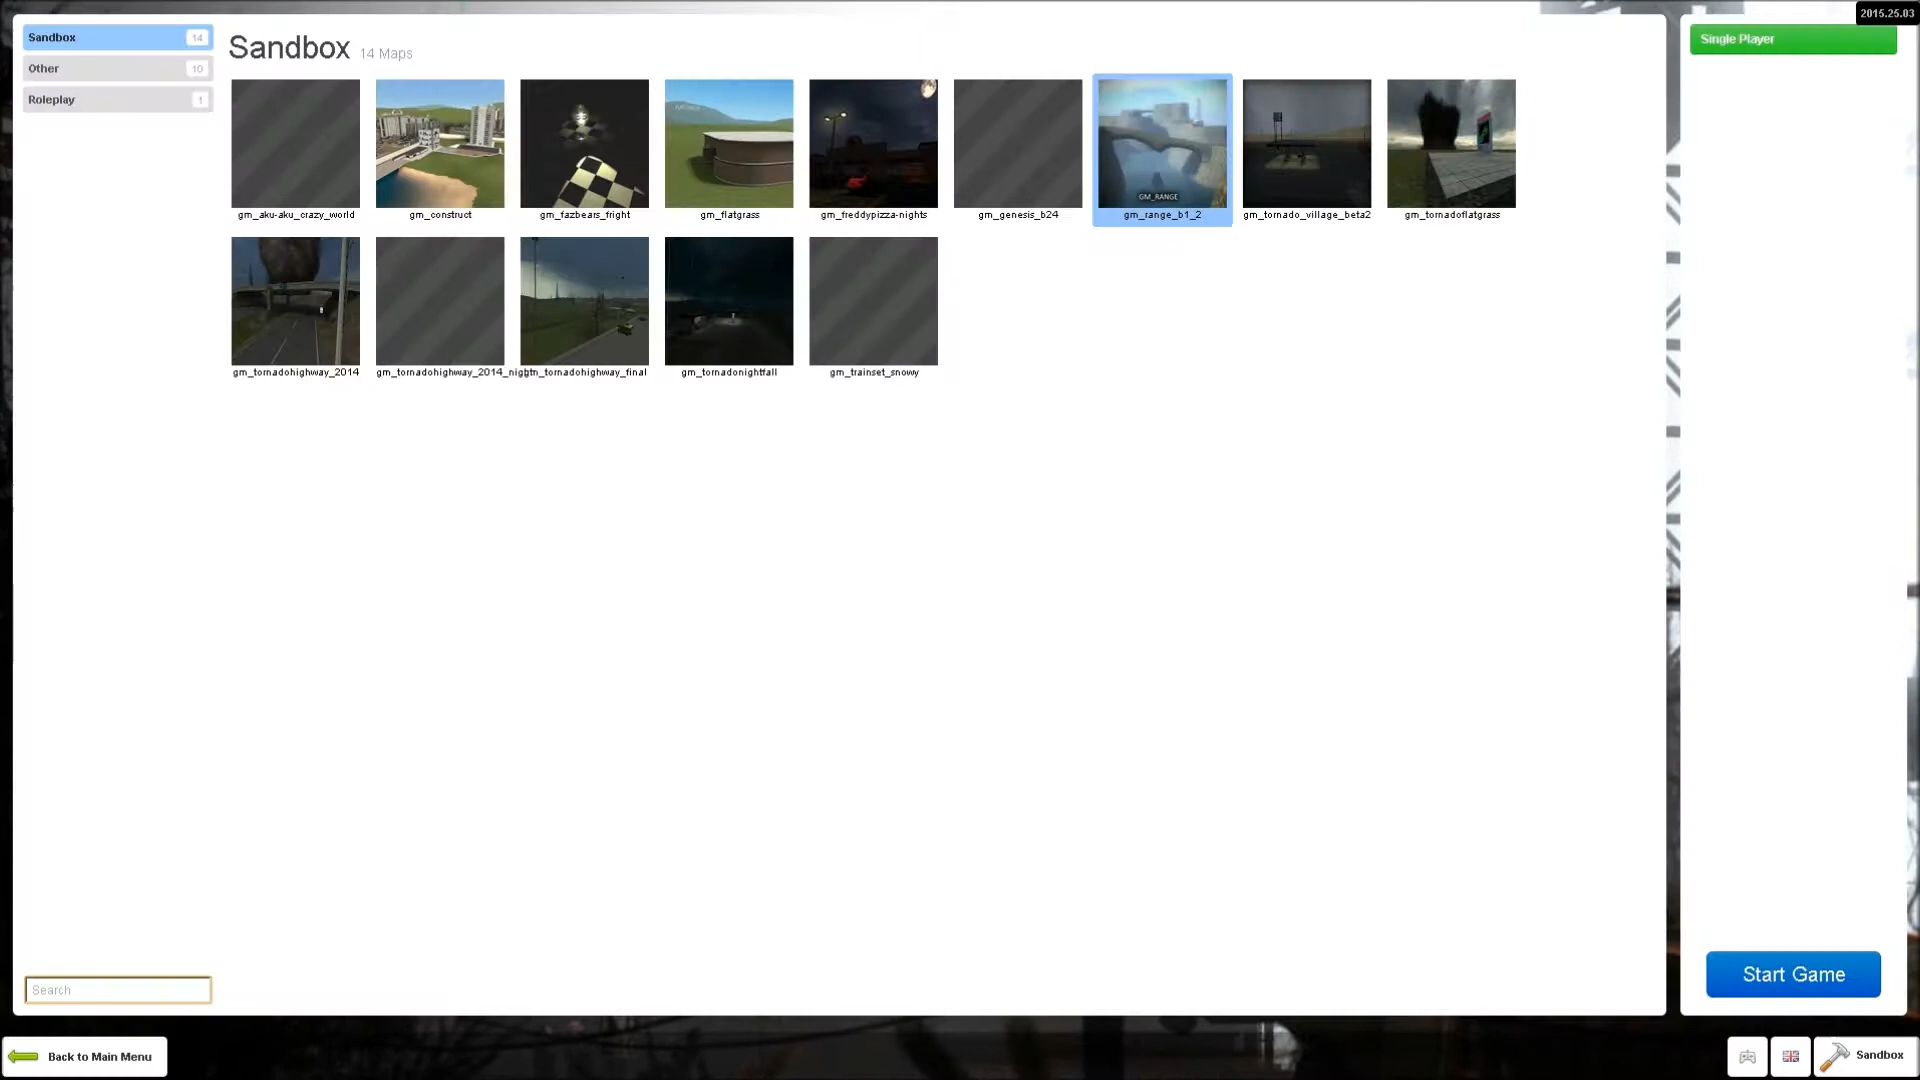 2015.25.03
Sandbox 14
Other 10
Roleplay 1
Sandbox 14 Maps
Single Player
GM_RANGE
gm_aku-aku_crazy_world
gm_construct
gm_fazbears_fright
gm_flatgrass
gm_freddypizza-nights
gm_genesis_b24
gm_range_b1_2
gm_tornado_village_beta2
gm_tornadoflatgrass
gm_tornadohighway_2014
gm_tornadohighway_2014_night
gm_tornadohighway_final
gm_tornadonightfall
gm_trainset_snowy
Search
Start Game
Back to Main Menu
Sandbox